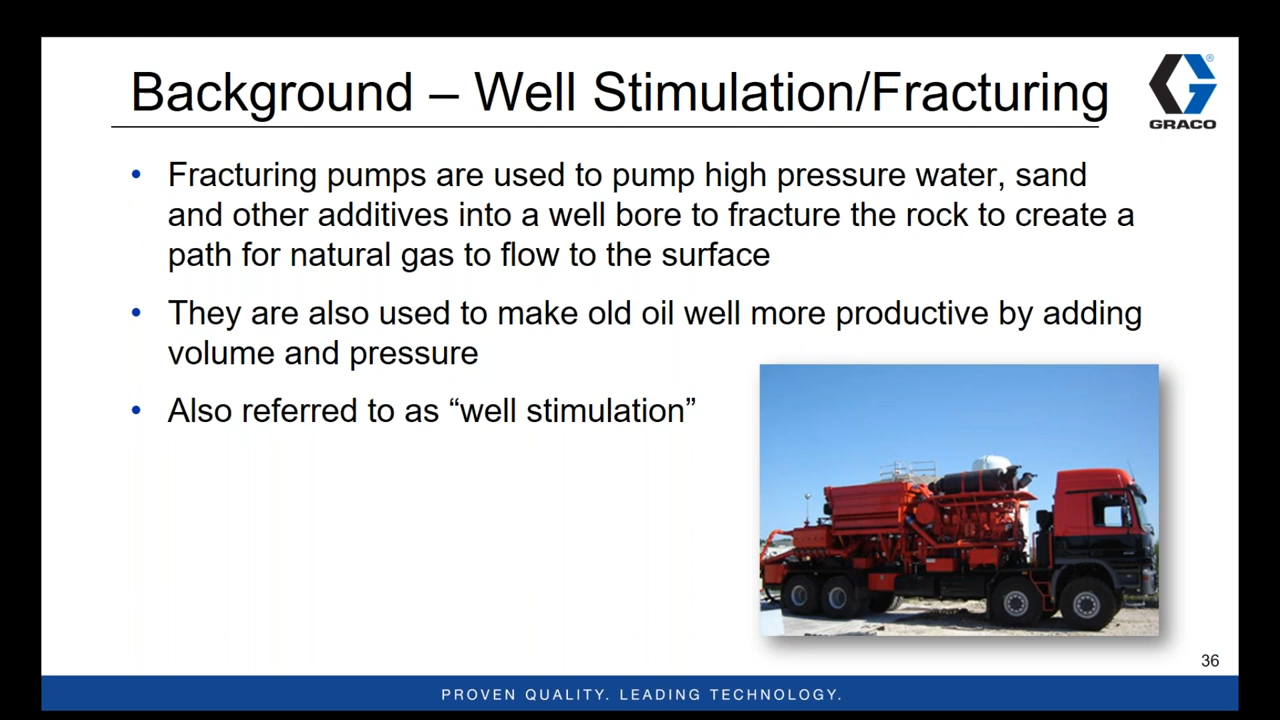 Background – Well Stimulation/Fracturing
GRACO
• Fracturing pumps are used to pump high pressure water, sand
and other additives into a well bore to fracture the rock to create a
path for natural gas to flow to the surface
• They are also used to make old oil well more productive by adding
volume and pressure
• Also referred to as “well stimulation”
36
PROVEN QUALITY. LEADING TECHNOLOGY.